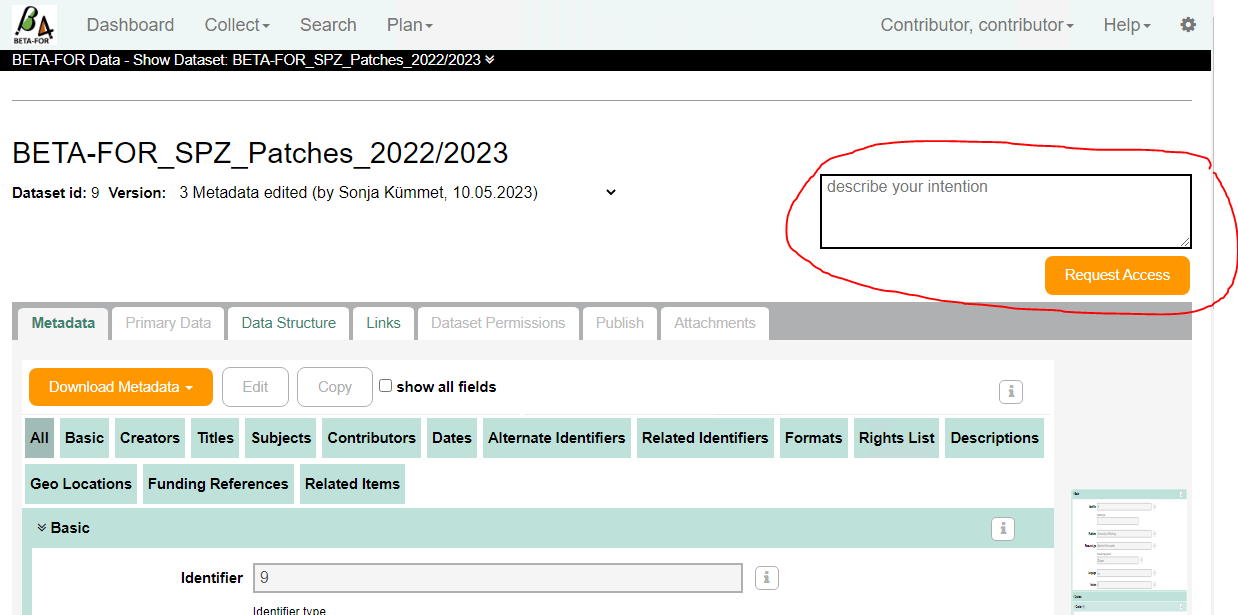 BA
BETA-FOR
Dashboard Collect Search Plan Contributor, contributor Help
BETA-FOR Data - Show Dataset: BETA-FOR_SPZ_Patches_2022/2023
BETA-FOR_SPZ_Patches_2022/2023
Dataset id: 9 Version: 3 Metadata edited (by Sonja Kümmet, 10.05.2023)
describe your intention
Request Access
Metadata Primary Data Data Structure Links Dataset Permissions Publish Attachments
Download Metadata Edit Copy show all fields i
All Basic Creators Titles Subjects Contributors Dates Alternate Identifiers Related Identifiers Formats Rights List Descriptions
Geo Locations Funding References Related Items
Basic i
Identifier 9 i
Identifier type